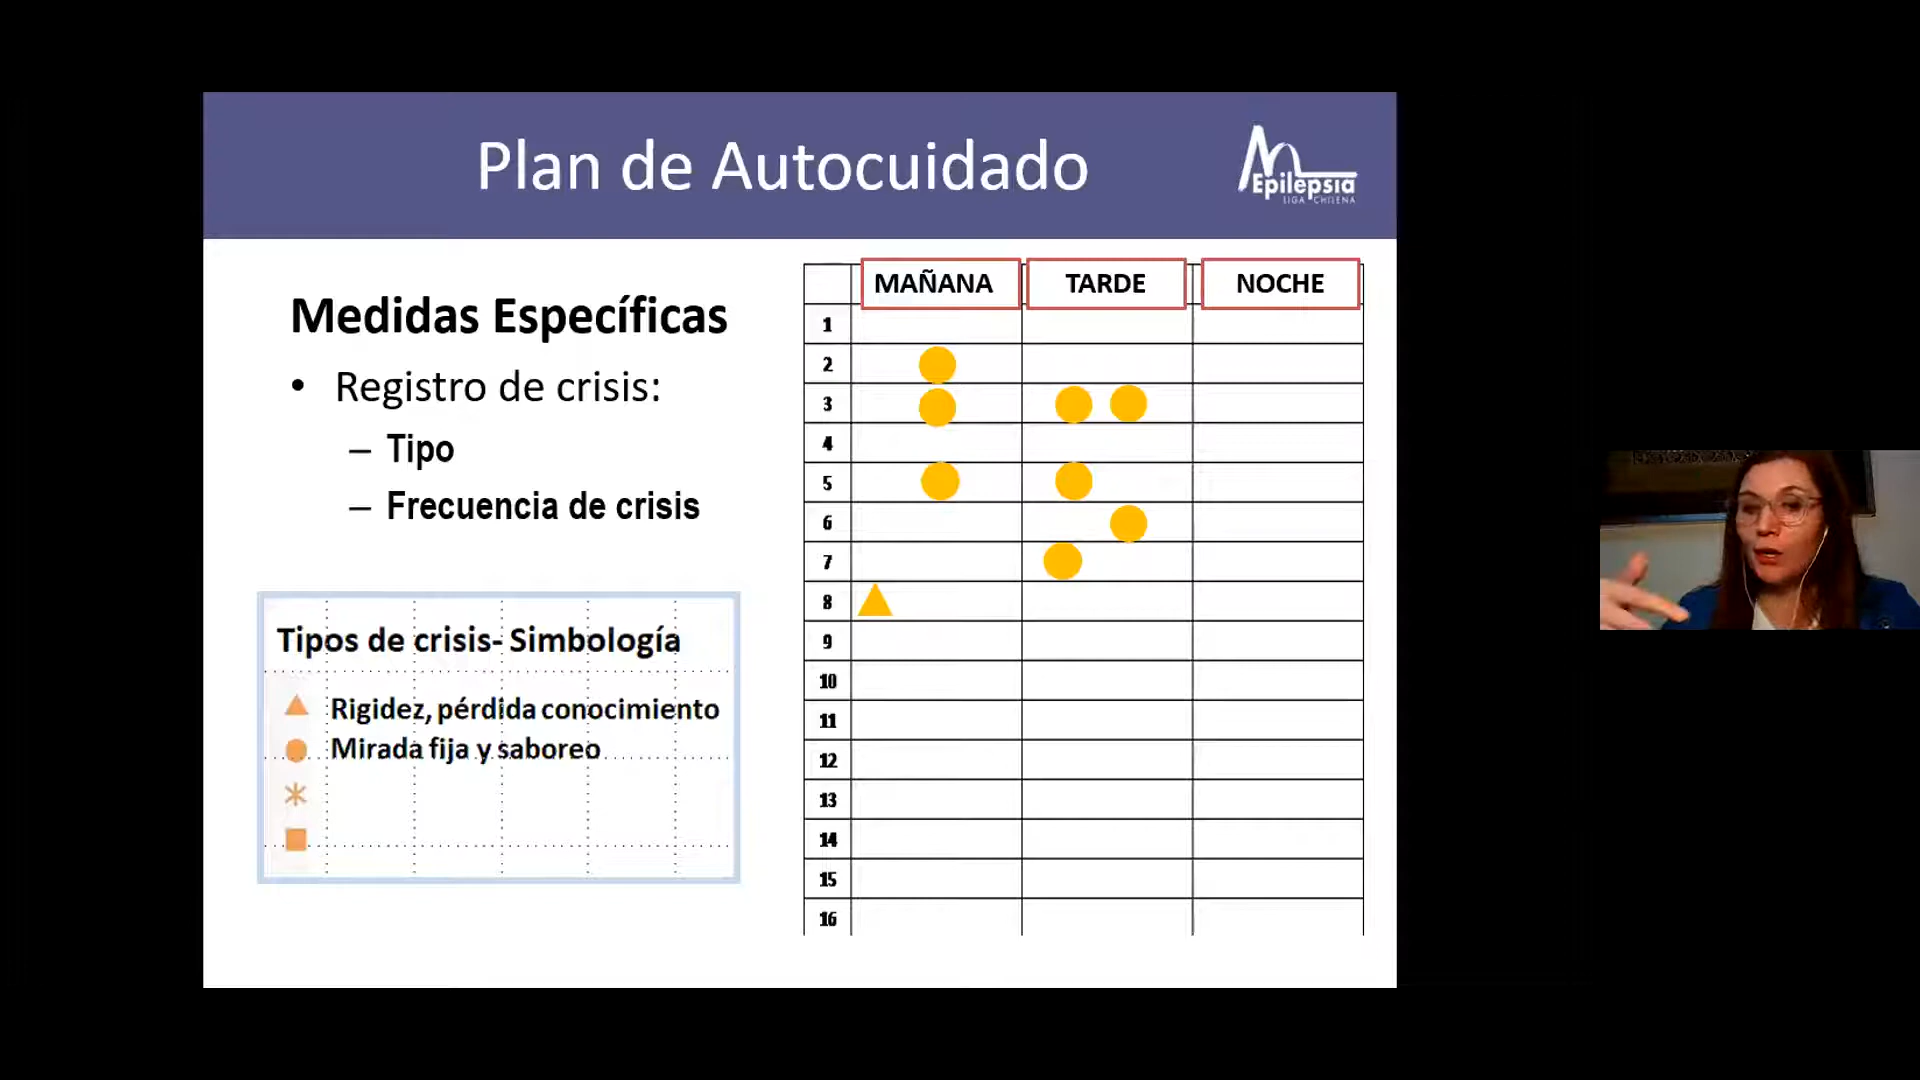 Plan de Autocuidado
Epilepsia
LIGA CHILENA
Medidas Específicas
• Registro de crisis:
– Tipo
– Frecuencia de crisis
Tipos de crisis- Simbología
Rigidez, pérdida conocimiento
Mirada fija y saboreo
MAÑANA TARDE NOCHE
1
2
3
4
5
6
7
8
9
10
11
12
13
14
15
16